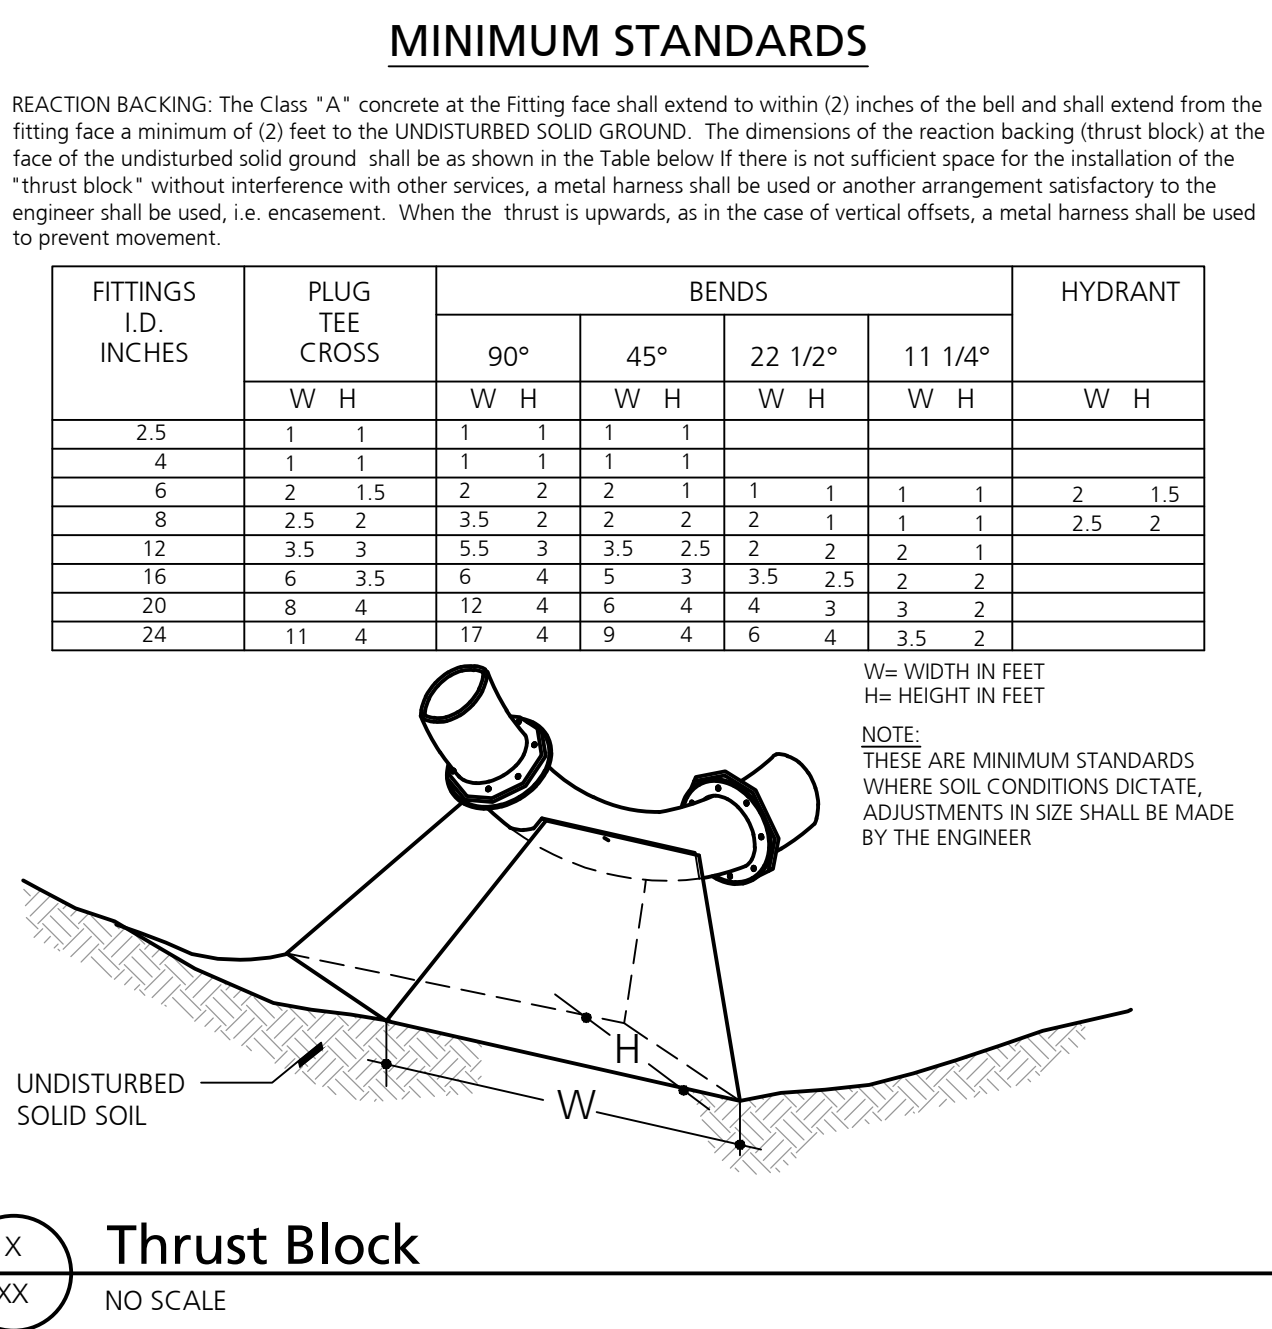 MINIMUM STANDARDS
REACTION BACKING: The Class "A" concrete at the Fitting face shall extend to within (2) inches of the bell and shall extend from the
fitting face a minimum of (2) feet to the UNDISTURBED SOLID GROUND. The dimensions of the reaction backing (thrust block) at the
face of the undisturbed solid ground shall be as shown in the Table below If there is not sufficient space for the installation of the
"thrust block" without interference with other services, a metal harness shall be used or another arrangement satisfactory to the
engineer shall be used, i.e. encasement. When the thrust is upwards, as in the case of vertical offsets, a metal harness shall be used
to prevent movement.
FITTINGS PLUG BENDS HYDRANT
I.D. TEE
INCHES CROSS 90° 45° 22 1/2° 11 1/4°
W H W H W H W H W H W H
2.5 1 1 1 1 1 1
4 1 1 1 1 1 1
6 2 1.5 2 2 2 1 1 1 1 1 2 1.5
8 2.5 2 3.5 2 2 2 2 1 1 1 2.5 2
12 3.5 3 5.5 3 3.5 2.5 2 2 2 1
16 6 3.5 6 4 5 3 3.5 2.5 2 2
20 8 4 12 4 6 4 4 3 3 2
24 11 4 17 4 9 4 6 4 3.5 2
W= WIDTH IN FEET
H= HEIGHT IN FEET
NOTE:
THESE ARE MINIMUM STANDARDS
WHERE SOIL CONDITIONS DICTATE,
ADJUSTMENTS IN SIZE SHALL BE MADE
BY THE ENGINEER
H
W
UNDISTURBED
SOLID SOIL
X
XX
Thrust Block
NO SCALE